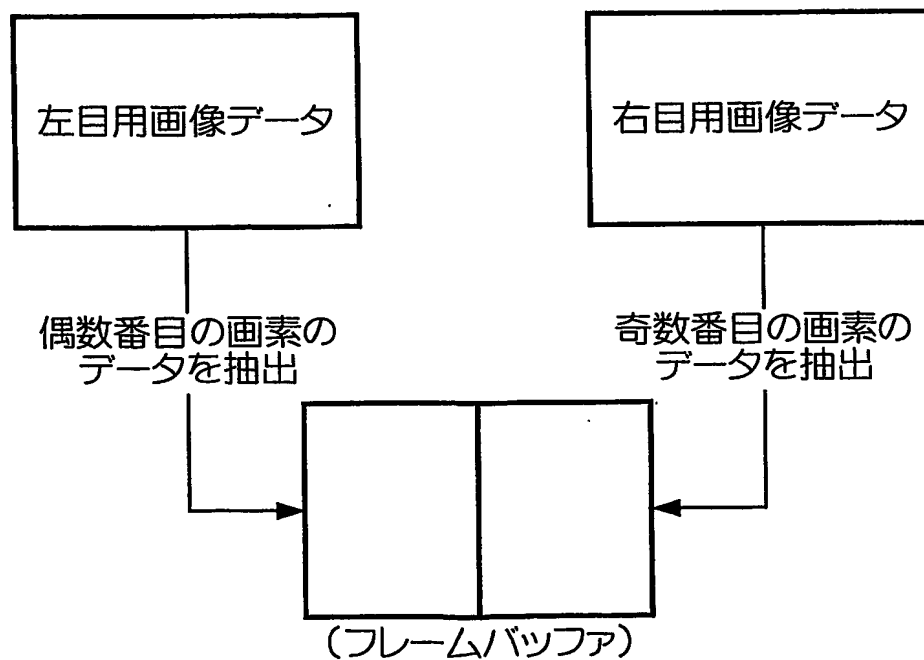 左目用画像データ
右目用画像データ
偶数番目の画素の
データを抽出
奇数番目の画素の
データを抽出
(フレームバッファ)